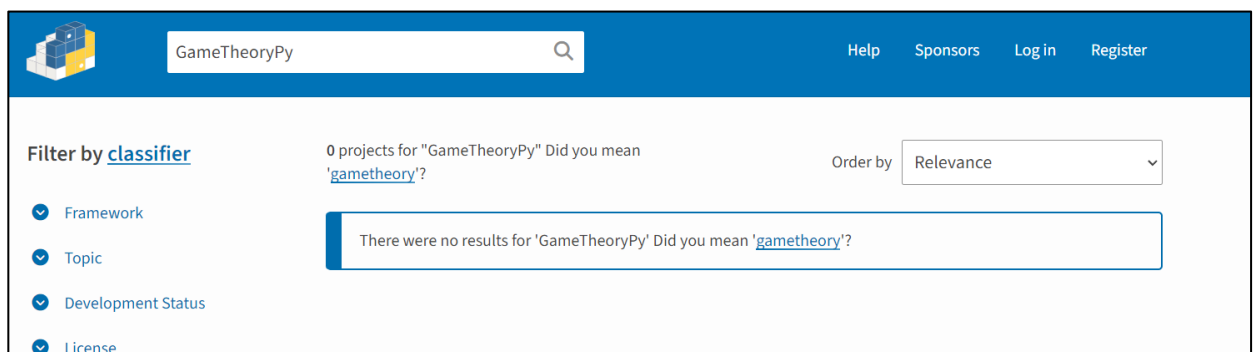 GameTheoryPy
Help Sponsors Log in Register
Filter by classifier
0 projects for "GameTheoryPy" Did you mean
'gametheory'?
Order by Relevance
Framework
There were no results for 'GameTheoryPy' Did you mean 'gametheory'?
Topic
Development Status
License